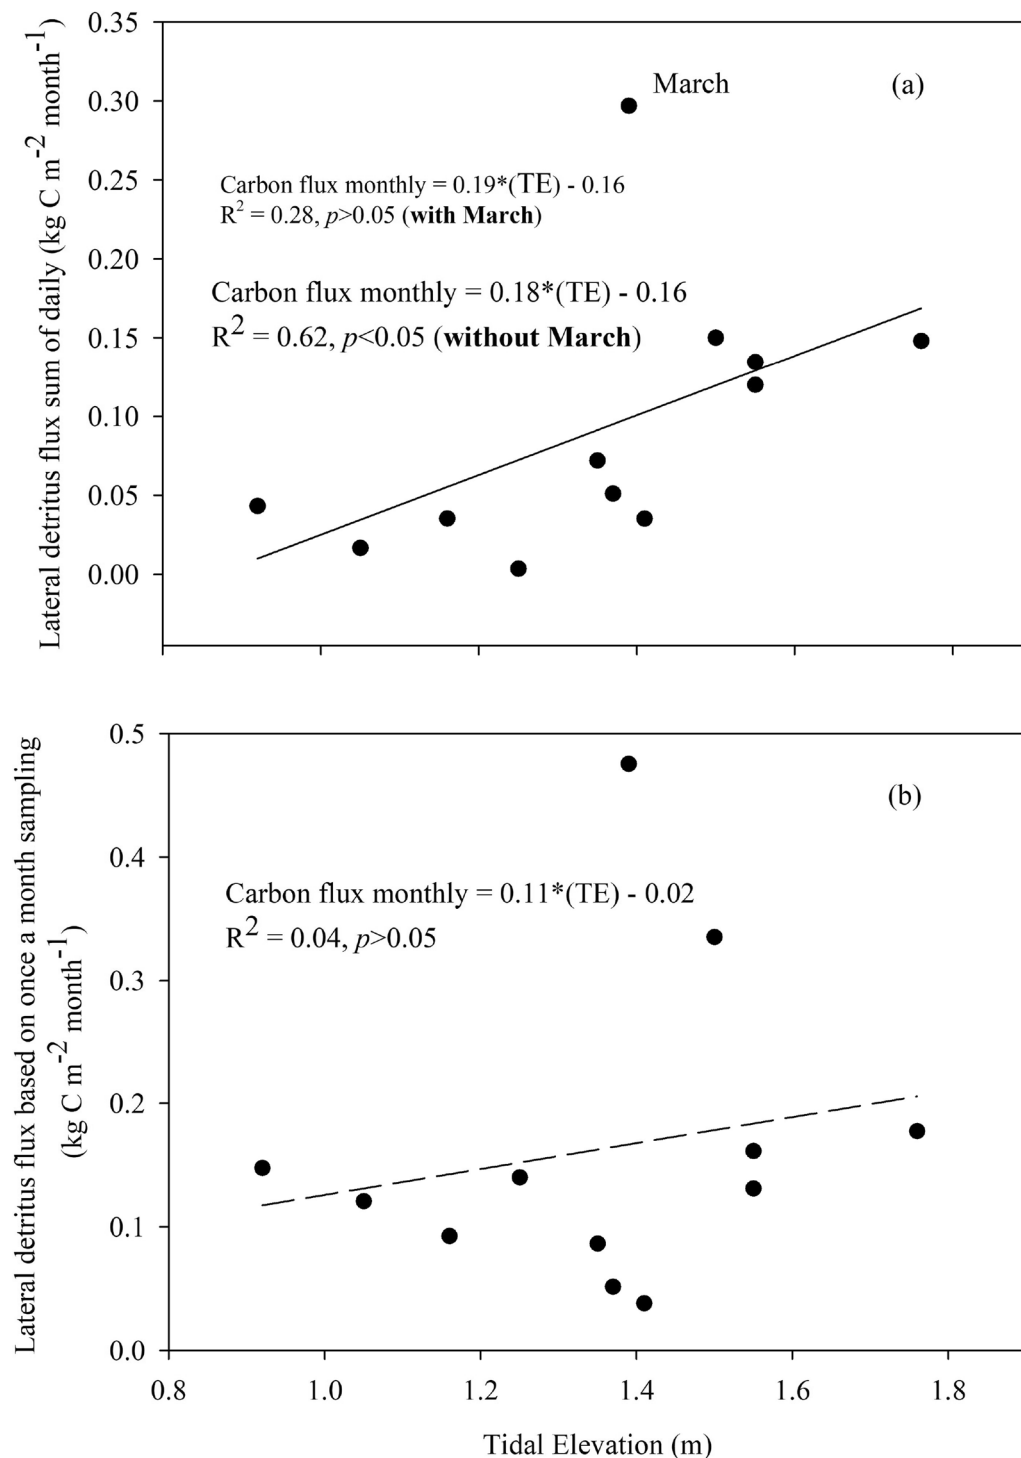 Lateral detritus flux sum of daily (kg C m⁻² month⁻¹)
0.35
0.30
0.25
0.20
0.15
0.10
0.05
0.00
March
(a)
Carbon flux monthly = 0.19*(TE) - 0.16
R² = 0.28, p>0.05 (with March)
Carbon flux monthly = 0.18*(TE) - 0.16
R² = 0.62, p<0.05 (without March)
Lateral detritus flux based on once a month sampling
(kg C m⁻² month⁻¹)
0.5
0.4
0.3
0.2
0.1
0.0
(b)
Carbon flux monthly = 0.11*(TE) - 0.02
R² = 0.04, p>0.05
0.8 1.0 1.2 1.4 1.6 1.8
Tidal Elevation (m)